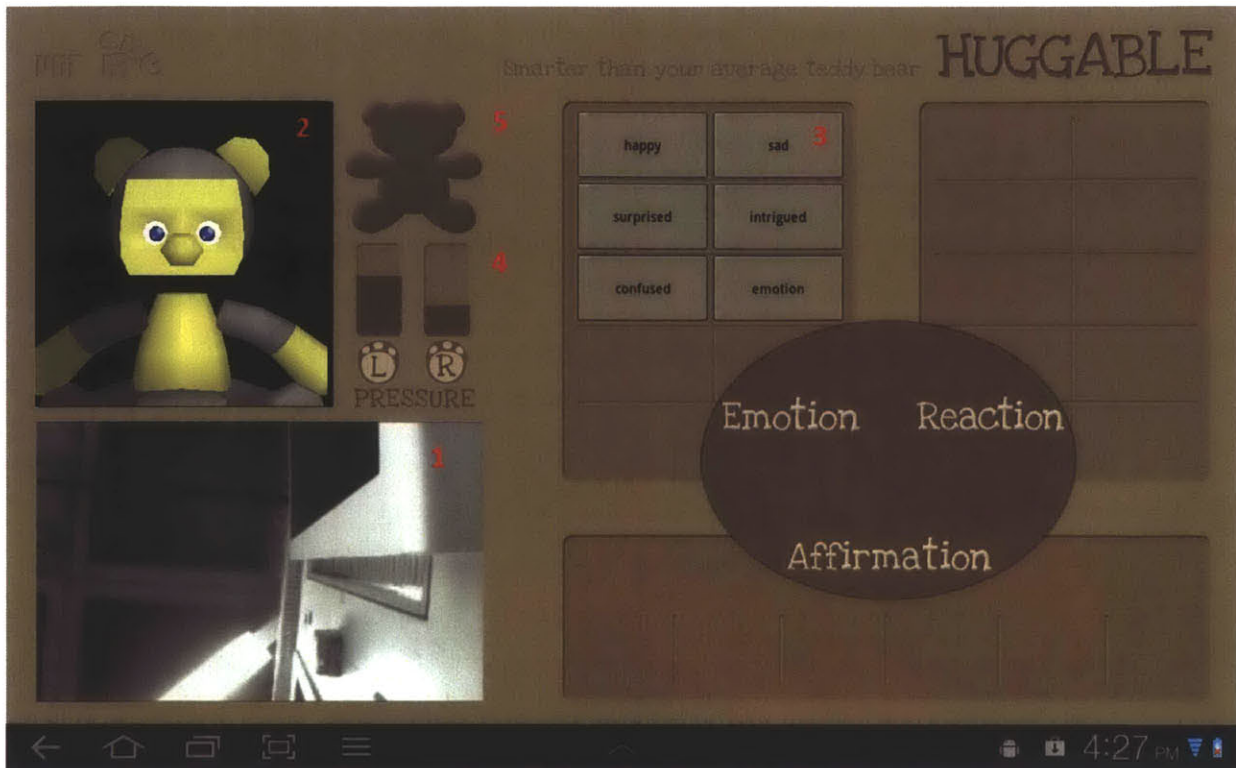 Smarter than your average teddy bear
HUGGABLE
2
5
happy
sad
3
surprised
intrigued
4
confused
emotion
L
R
PRESSURE
Emotion
Reaction
1
Affirmation
4:27 PM